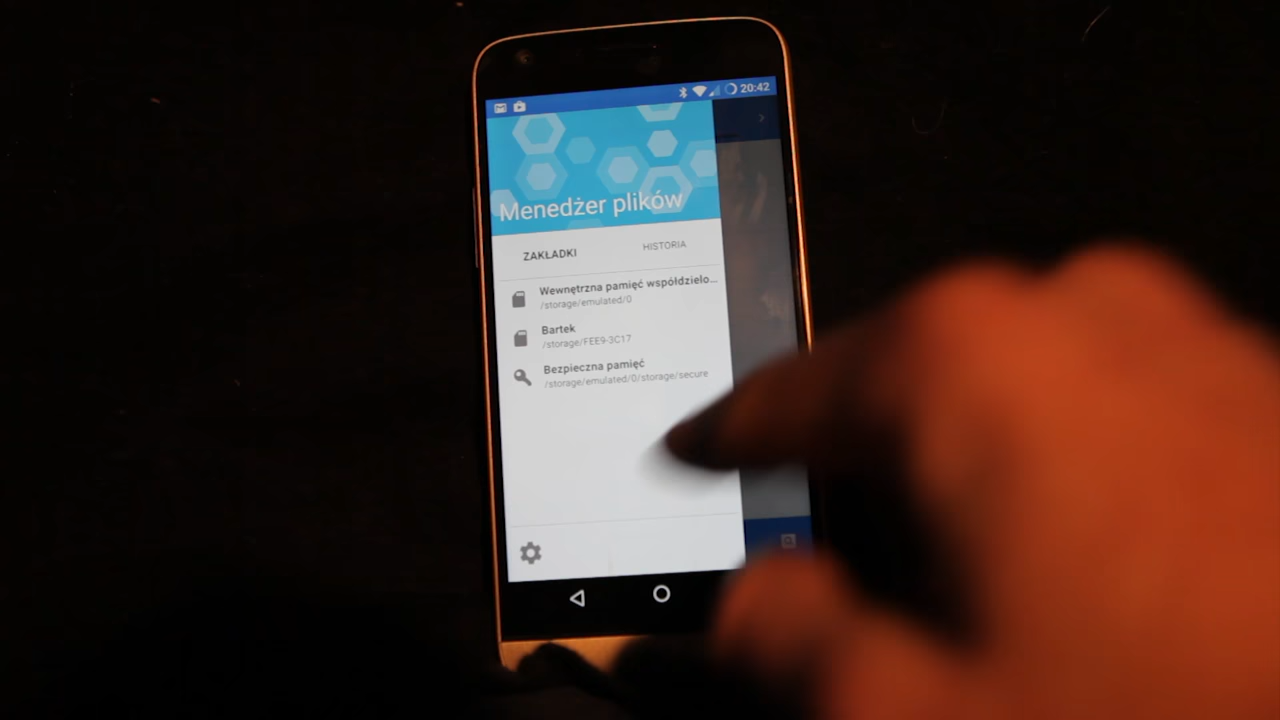 20:42
Menedżer plików
ZAKŁADKI
HISTORIA
Wewnętrzna pamięć współdzielo...
/storage/emulated/0
Bartek
/storage/FEE9-3C17
Bezpieczna pamięć
/storage/emulated/0/storage/secure